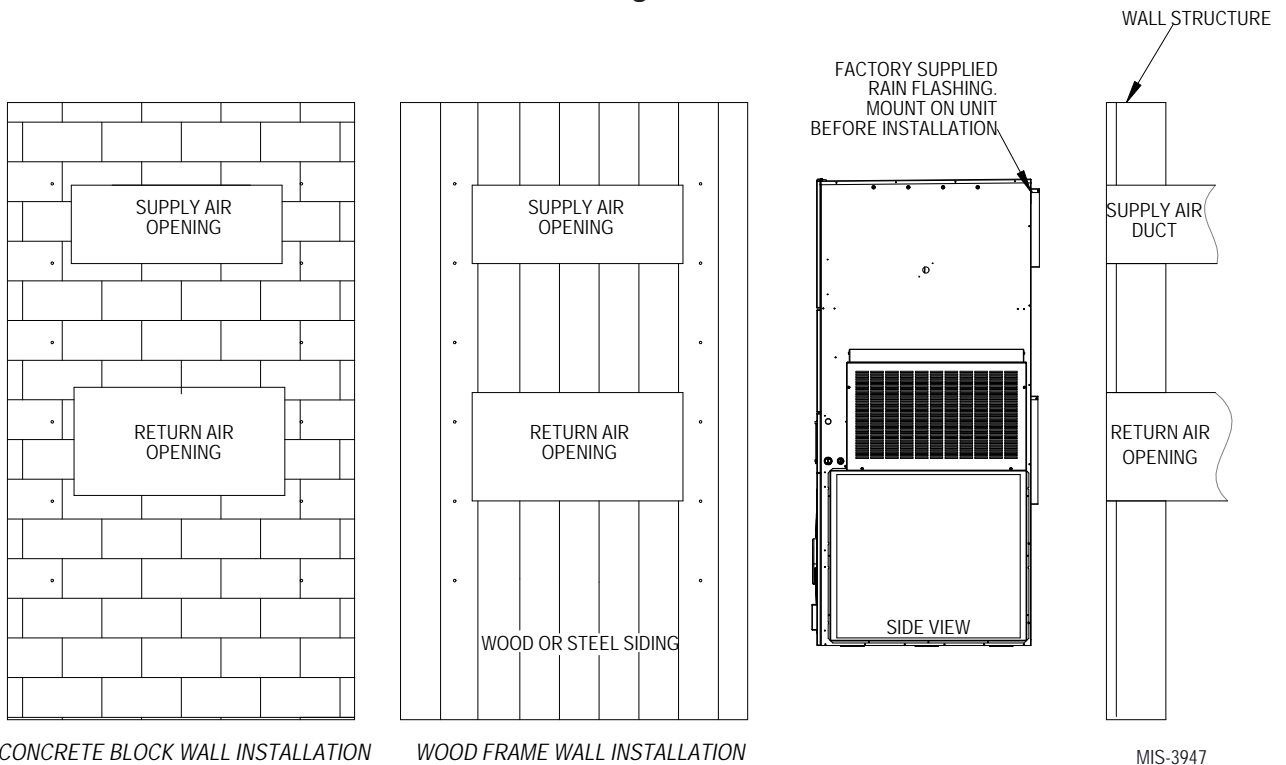 WALL STRUCTURE
FACTORY SUPPLIED
RAIN FLASHING.
MOUNT ON UNIT
BEFORE INSTALLATION
SUPPLY AIR
OPENING
SUPPLY AIR
OPENING
SUPPLY AIR
DUCT
RETURN AIR
OPENING
RETURN AIR
OPENING
RETURN AIR
OPENING
WOOD OR STEEL SIDING
SIDE VIEW
CONCRETE BLOCK WALL INSTALLATION
WOOD FRAME WALL INSTALLATION
MIS-3947